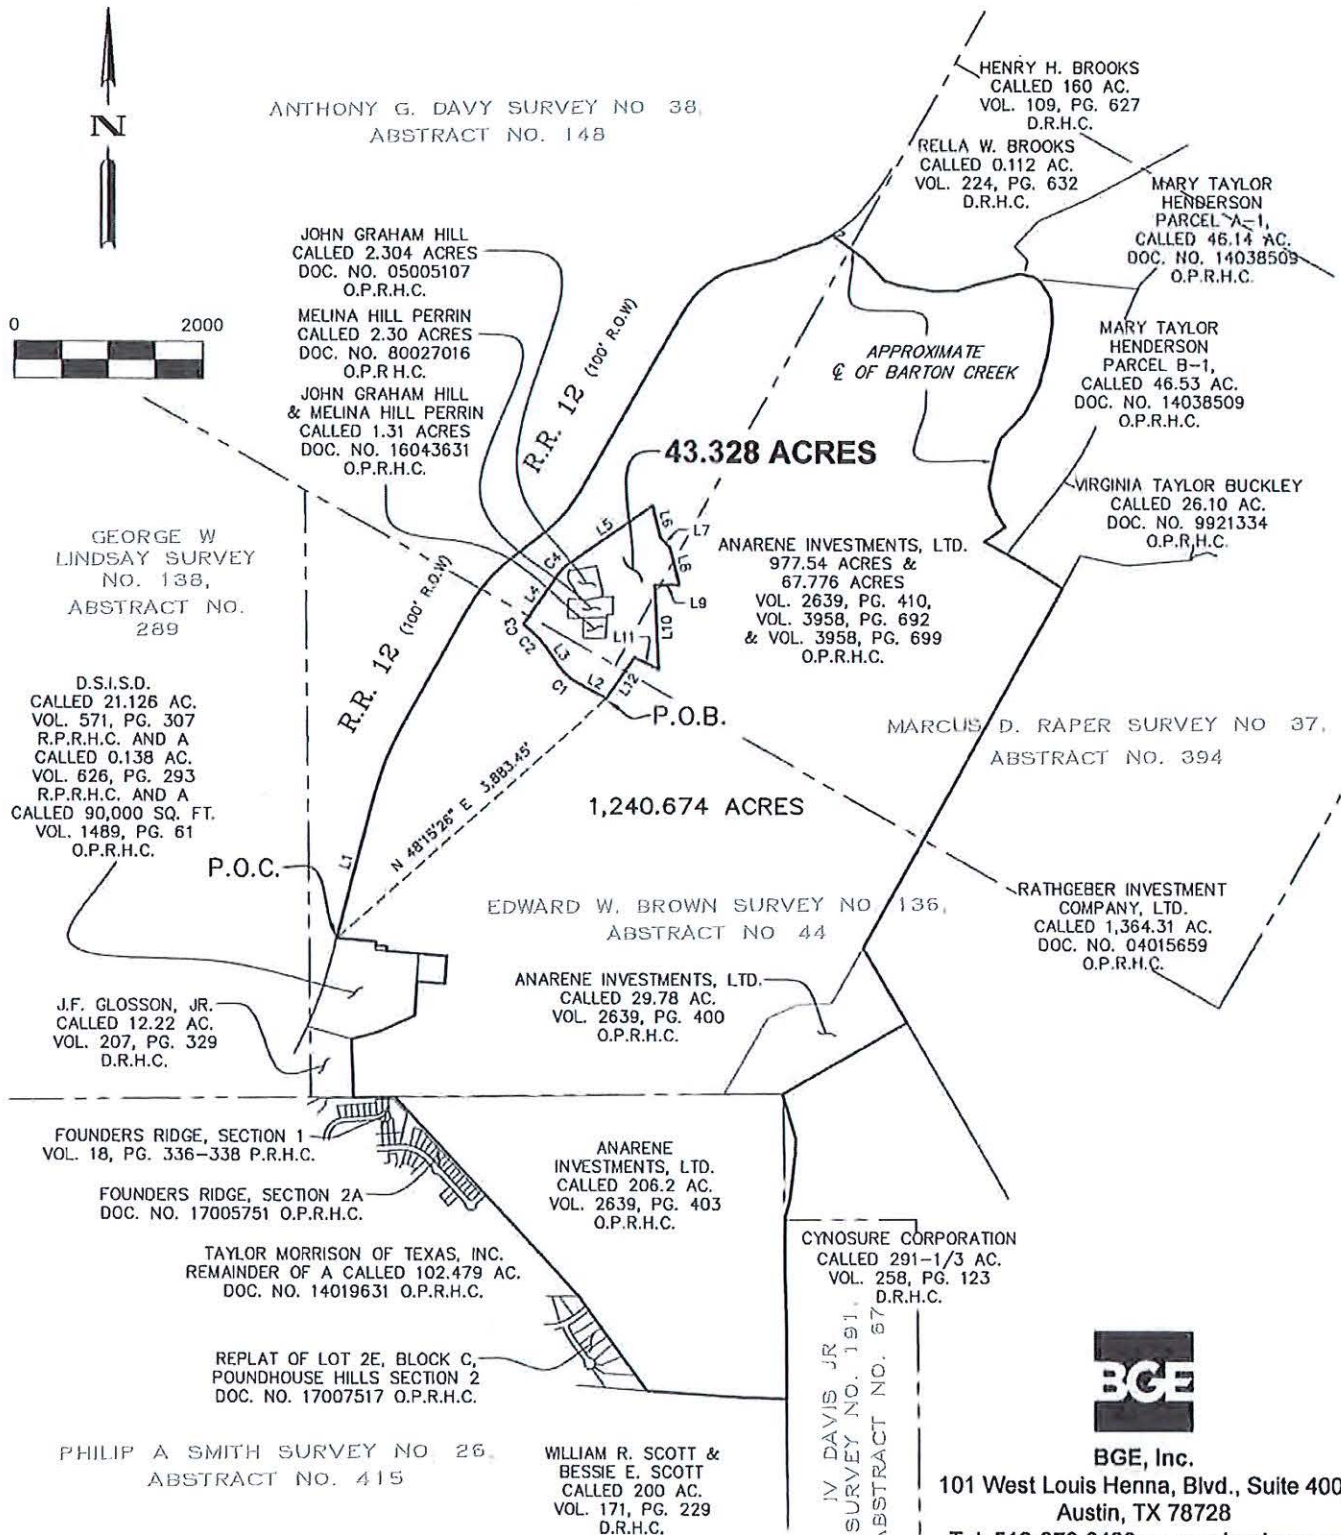 N
ANTHONY G. DAVY SURVEY NO 38,
ABSTRACT NO. 148
HENRY H. BROOKS
CALLED 160 AC.
VOL. 109, PG. 627
D.R.H.C.
RELLA W. BROOKS
CALLED 0.112 AC.
VOL. 224, PG. 632
D.R.H.C.
MARY TAYLOR
HENDERSON
PARCEL A-1,
CALLED 46.14 AC.
DOC. NO. 14038509
O.P.R.H.C.
JOHN GRAHAM HILL
CALLED 2.304 ACRES
DOC. NO. 05005107
O.P.R.H.C.
0 2000
MELINA HILL PERRIN
CALLED 2.30 ACRES
DOC. NO. 80027016
O.P.R H.C.
JOHN GRAHAM HILL
& MELINA HILL PERRIN
CALLED 1.31 ACRES
DOC. NO. 16043631
O.P.R.H.C.
R.R. 12 (100' R.O.W)
APPROXIMATE
℄ OF BARTON CREEK
MARY TAYLOR
HENDERSON
PARCEL B-1,
CALLED 46.53 AC.
DOC. NO. 14038509
O.P.R.H.C.
43.328 ACRES
VIRGINIA TAYLOR BUCKLEY
CALLED 26.10 AC.
DOC. NO. 9921334
O.P.R.H.C.
GEORGE W
LINDSAY SURVEY
NO. 138,
ABSTRACT NO.
289
L5
L6
L7
C4
L8
L4
L9
C3
C2
L10
L3
L11
C1
L2
L12
ANARENE INVESTMENTS, LTD.
977.54 ACRES &
67.776 ACRES
VOL. 2639, PG. 410,
VOL. 3958, PG. 692
& VOL. 3958, PG. 699
O.P.R.H.C.
R.R. 12 (100' R.O.W)
D.S.I.S.D.
CALLED 21.126 AC.
VOL. 571, PG. 307
R.P.R.H.C. AND A
CALLED 0.138 AC.
VOL. 626, PG. 293
R.P.R.H.C. AND A
CALLED 90,000 SQ. FT.
VOL. 1489, PG. 61
O.P.R.H.C.
P.O.B.
MARCUS D. RAPER SURVEY NO 37,
ABSTRACT NO. 394
N 48°15'26" E 3,883.45'
1,240.674 ACRES
L1
P.O.C.
EDWARD W. BROWN SURVEY NO. 136,
ABSTRACT NO 44
RATHGEBER INVESTMENT
COMPANY, LTD.
CALLED 1,364.31 AC.
DOC. NO. 04015659
O.P.R.H.C.
ANARENE INVESTMENTS, LTD.
CALLED 29.78 AC.
VOL. 2639, PG. 400
O.P.R.H.C.
J.F. GLOSSON, JR.
CALLED 12.22 AC.
VOL. 207, PG. 329
D.R.H.C.
FOUNDERS RIDGE, SECTION 1
VOL. 18, PG. 336-338 P.R.H.C.
FOUNDERS RIDGE, SECTION 2A
DOC. NO. 17005751 O.P.R.H.C.
ANARENE
INVESTMENTS, LTD.
CALLED 206.2 AC.
VOL. 2639, PG. 403
O.P.R.H.C.
TAYLOR MORRISON OF TEXAS, INC.
REMAINDER OF A CALLED 102.479 AC.
DOC. NO. 14019631 O.P.R.H.C.
CYNOSURE CORPORATION
CALLED 291-1/3 AC.
VOL. 258, PG. 123
D.R.H.C.
REPLAT OF LOT 2E, BLOCK C,
POUNDHOUSE HILLS SECTION 2
DOC. NO. 17007517 O.P.R.H.C.
IV DAVIS JR
SURVEY NO. 191,
ABSTRACT NO. 67
PHILIP A SMITH SURVEY NO 26,
ABSTRACT NO. 415
WILLIAM R. SCOTT &
BESSIE E. SCOTT
CALLED 200 AC.
VOL. 171, PG. 229
D.R.H.C.
BGE
BGE, Inc.
101 West Louis Henna, Blvd., Suite 400
Austin, TX 78728